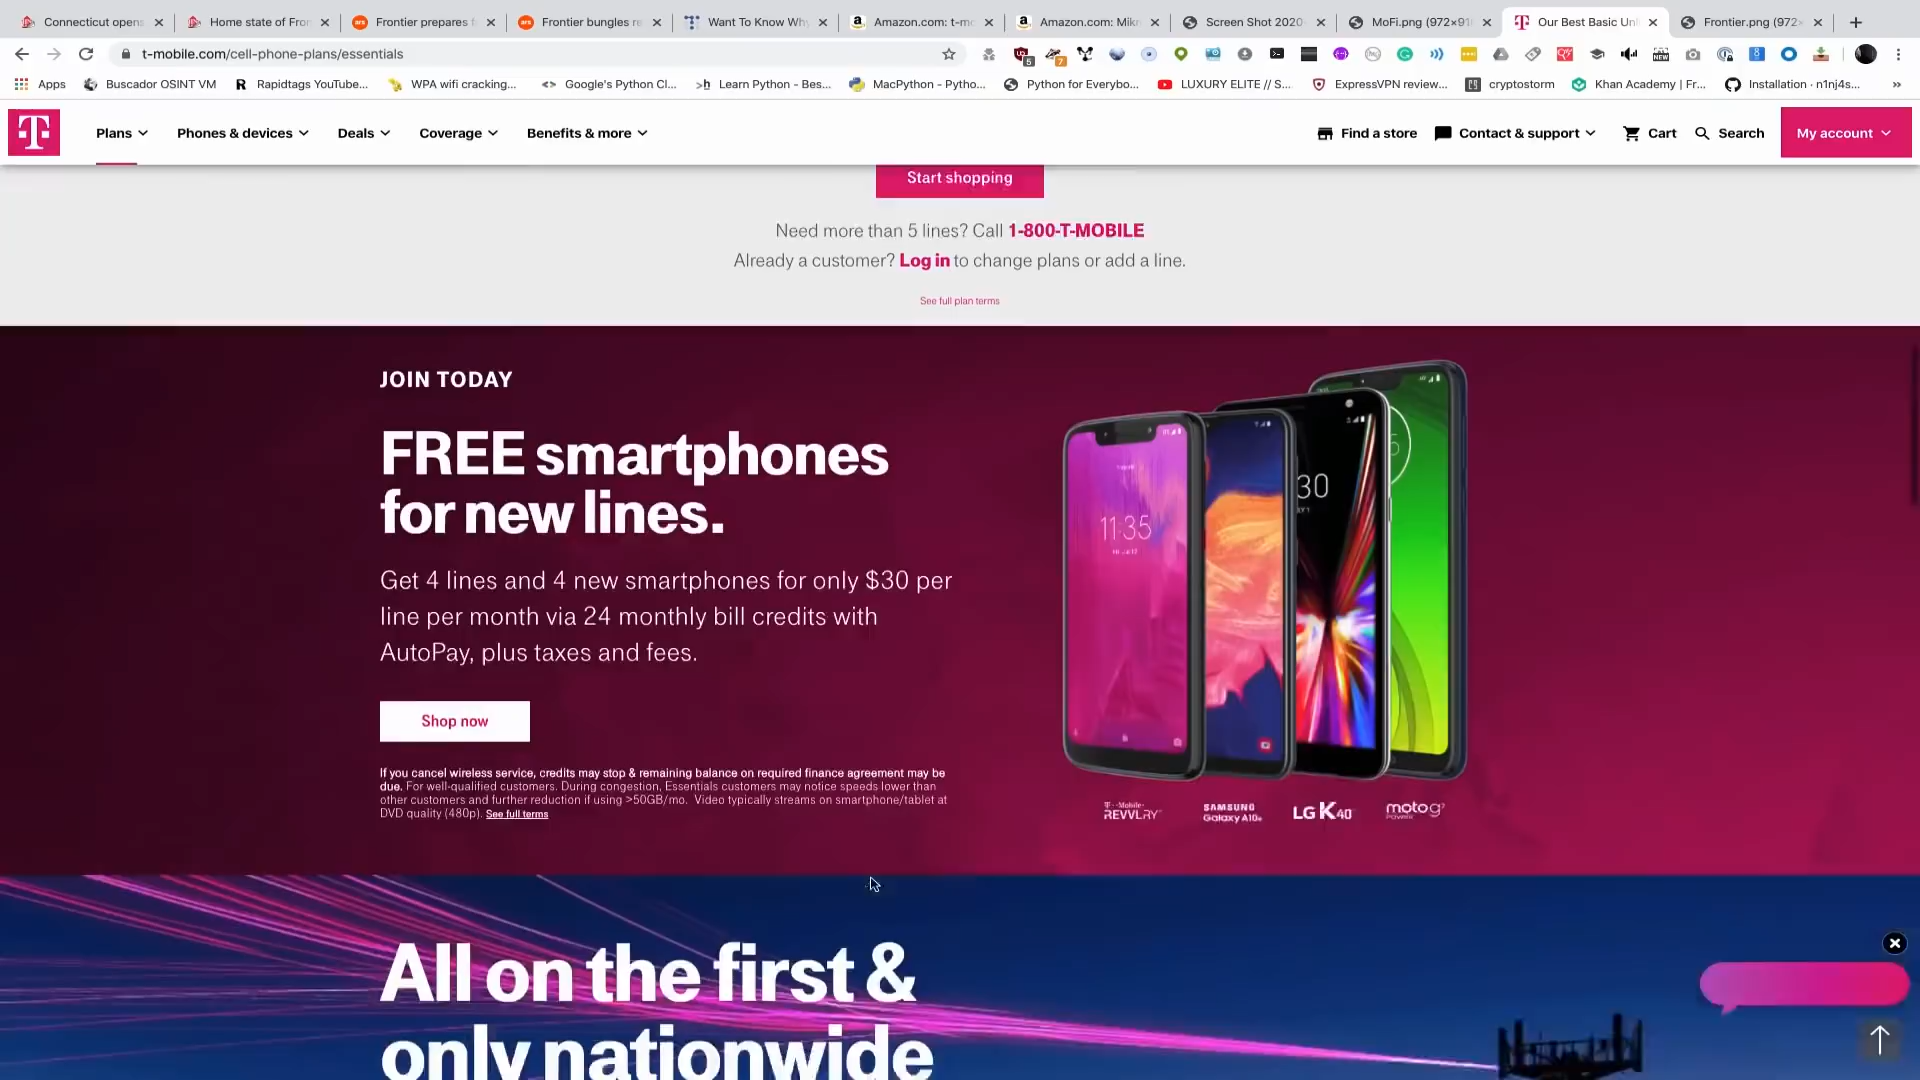 Connecticut opens
Home state of Fron
Frontier prepares f
Frontier bungles re
Want To Know Why
Amazon.com: t-mo
Amazon.com: Mikr
Screen Shot 2020-
MoFi.png (972×91
Our Best Basic Unl
Frontier.png (972×
t-mobile.com/cell-phone-plans/essentials
Apps
Buscador OSINT VM
Rapidtags YouTube...
WPA wifi cracking...
Google's Python Cl...
Learn Python - Bes...
MacPython - Pytho...
Python for Everybo...
LUXURY ELITE // S...
ExpressVPN review...
cryptostorm
Khan Academy | Fr...
Installation · n1nj4s...
Plans
Phones & devices
Deals
Coverage
Benefits & more
Find a store
Contact & support
Cart
Search
My account
Start shopping
Need more than 5 lines? Call 1-800-T-MOBILE
Already a customer? Log in to change plans or add a line.
See full plan terms
JOIN TODAY
FREE smartphones
for new lines.
Get 4 lines and 4 new smartphones for only $30 per
line per month via 24 monthly bill credits with
AutoPay, plus taxes and fees.
Shop now
If you cancel wireless service, credits may stop & remaining balance on required finance agreement may be
due. For well-qualified customers. During congestion, Essentials customers may notice speeds lower than
other customers and further reduction if using >50GB/mo. Video typically streams on smartphone/tablet at
DVD quality (480p). See full terms
11:35
30
T-Mobile
REVVLRY
SAMSUNG
Galaxy A10e
LG K40
moto g7
POWER
All on the first &
only nationwide